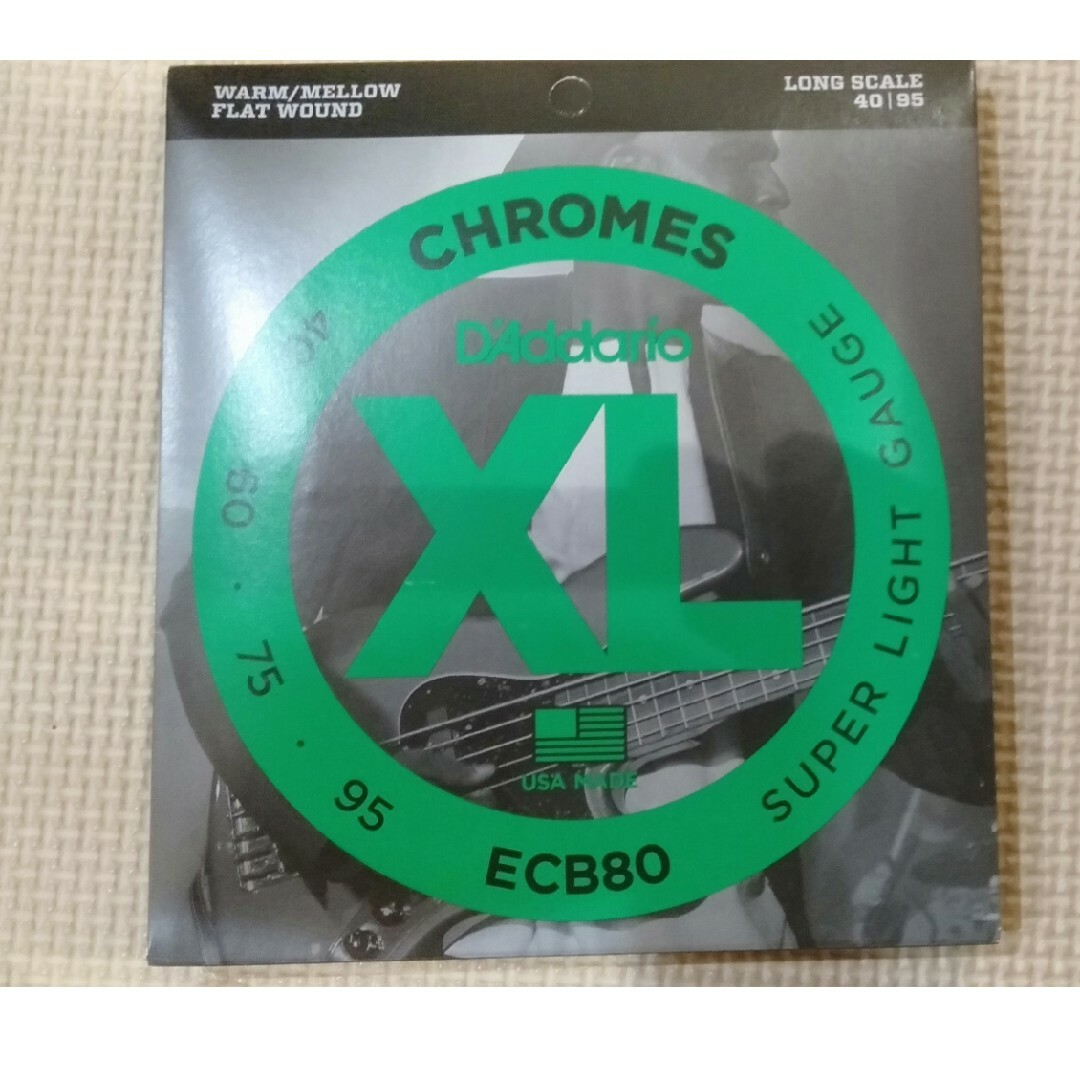 WARM/MELLOW
FLAT WOUND
LONG SCALE
40|95
CHROMES
D'Addario
XL
USA MADE
40
60 · 75 · 95
ECB80
SUPER LIGHT GAUGE